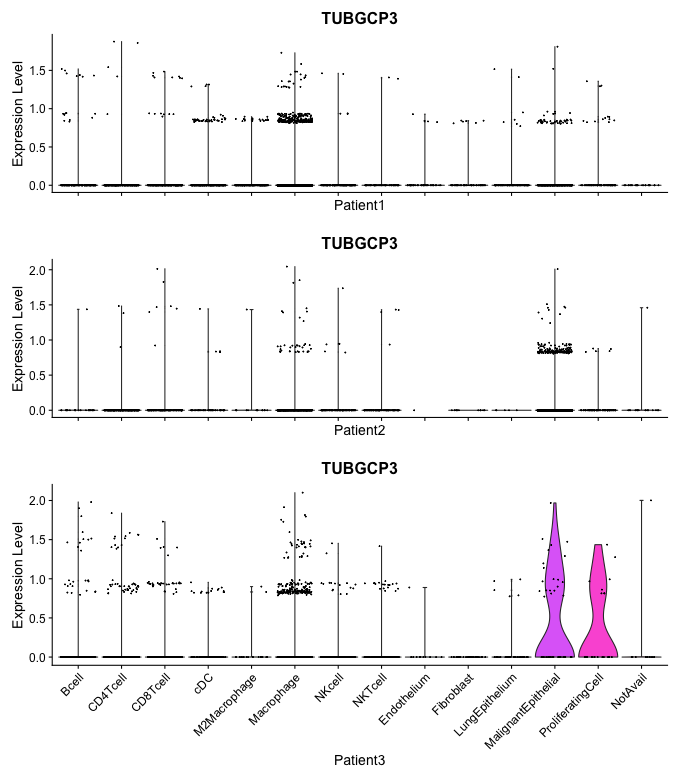 TUBGCP3
Expression Level
1.5
1.0
0.5
0.0
Patient1
TUBGCP3
Expression Level
2.0
1.5
1.0
0.5
0.0
Patient2
TUBGCP3
Expression Level
2.0
1.5
1.0
0.5
0.0
Bcell
CD4Tcell
CD8Tcell
cDC
M2Macrophage
Macrophage
NKcell
NKTcell
Endothelium
Fibroblast
LungEpithelium
MalignantEpithelial
ProliferatingCell
NotAvail
Patient3